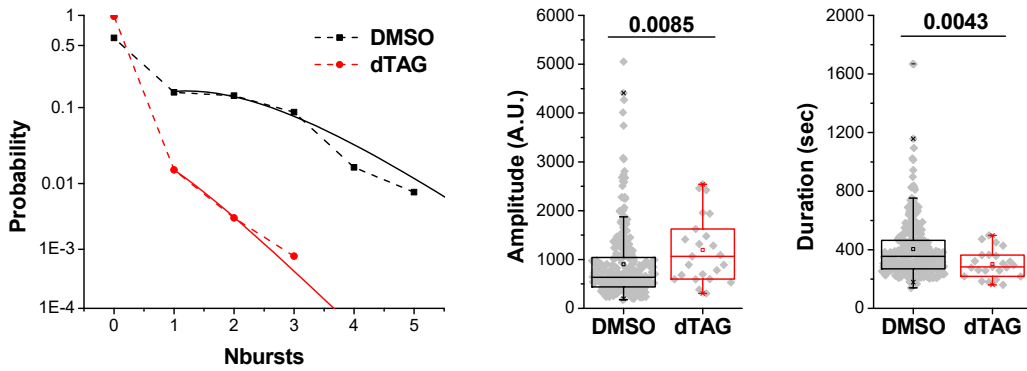 Probability
1
0.5
0.1
0.01
1E-3
1E-4
0 1 2 3 4 5
Nbursts
DMSO
dTAG
Amplitude (A.U.)
6000
5000
4000
3000
2000
1000
0
0.0085
DMSO dTAG
Duration (sec)
2000
1600
1200
800
400
0
0.0043
DMSO dTAG